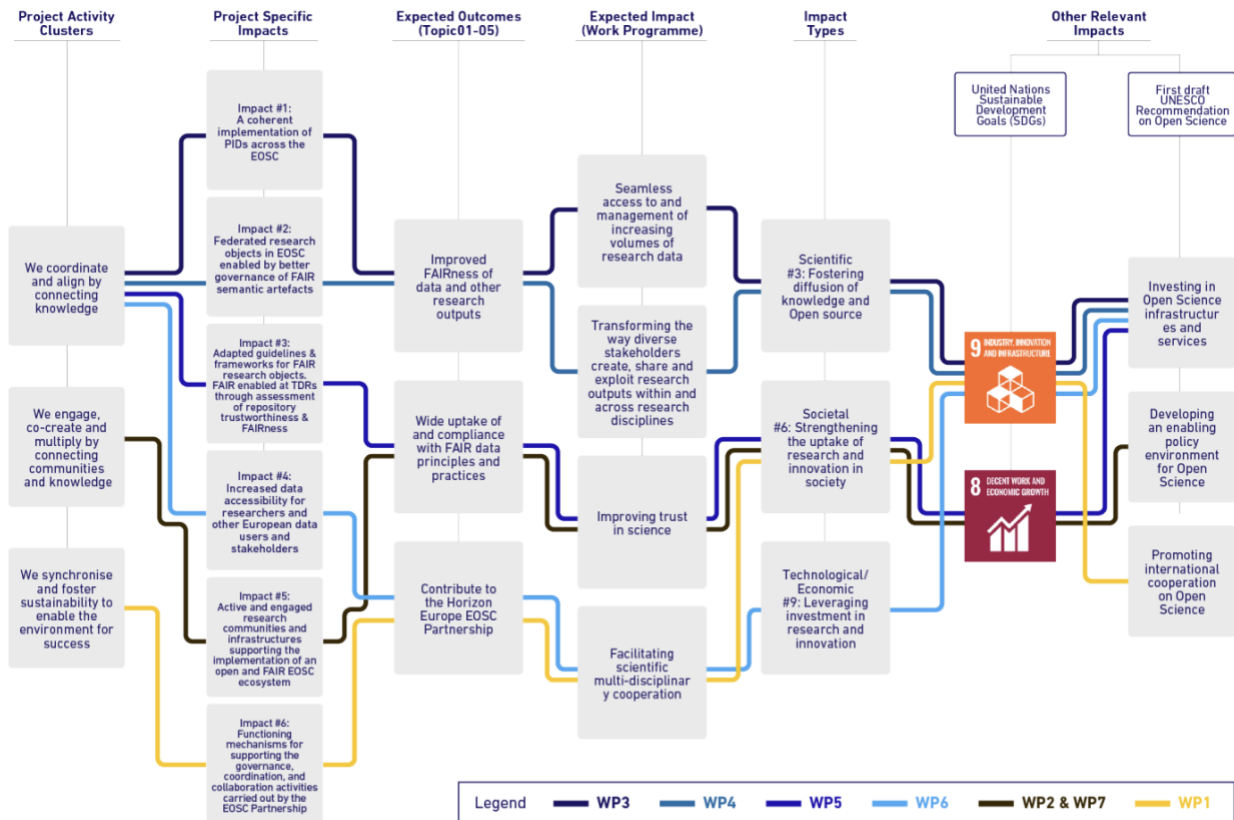 Project Activity
Clusters
Project Specific
Impacts
Expected Outcomes
(Topic01-05)
Expected Impact
(Work Programme)
Impact
Types
Other Relevant
Impacts
United Nations
Sustainable
Development
Goals (SDGs)
First draft
UNESCO
Recommendation
on Open Science
We coordinate
and align by
connecting
knowledge
We engage,
co-create and
multiply by
connecting
communities
and knowledge
We synchronise
and foster
sustainability to
enable the
environment for
success
Impact #1:
A coherent
implementation of
PIDs across the
EOSC
Impact #2:
Federated research
objects in EOSC
enabled by better
governance of FAIR
semantic artefacts
Impact #3:
Adapted guidelines &
frameworks for FAIR
research objects.
FAIR enabled at TDRs
through assessment
of repository
trustworthiness &
FAIRness
Impact #4:
Increased data
accessibility for
researchers and
other European data
users and
stakeholders
Impact #5:
Active and engaged
research
communities and
infrastructures
supporting the
implementation of an
open and FAIR EOSC
ecosystem
Impact #6:
Functioning
mechanisms for
supporting the
governance,
coordination, and
collaboration activities
carried out by the
EOSC Partnership
Improved
FAIRness of
data and other
research
outputs
Wide uptake of
and compliance
with FAIR data
principles and
practices
Contribute to
the Horizon
Europe EOSC
Partnership
Seamless
access to and
management of
increasing
volumes of
research data
Transforming the
way diverse
stakeholders
create, share and
exploit research
outputs within and
across research
disciplines
Improving trust
in science
Facilitating
scientific
multi-disciplinar
y cooperation
Scientific
#3: Fostering
diffusion of
knowledge and
Open source
Societal
#6: Strengthening
the uptake of
research and
innovation in
society
Technological/
Economic
#9: Leveraging
investment in
research and
innovation
9 INDUSTRY, INNOVATION
AND INFRASTRUCTURE
8 DECENT WORK AND
ECONOMIC GROWTH
Investing in
Open Science
infrastructur
es and
services
Developing
an enabling
policy
environment
for Open
Science
Promoting
international
cooperation
on Open
Science
Legend WP3 WP4 WP5 WP6 WP2 & WP7 WP1